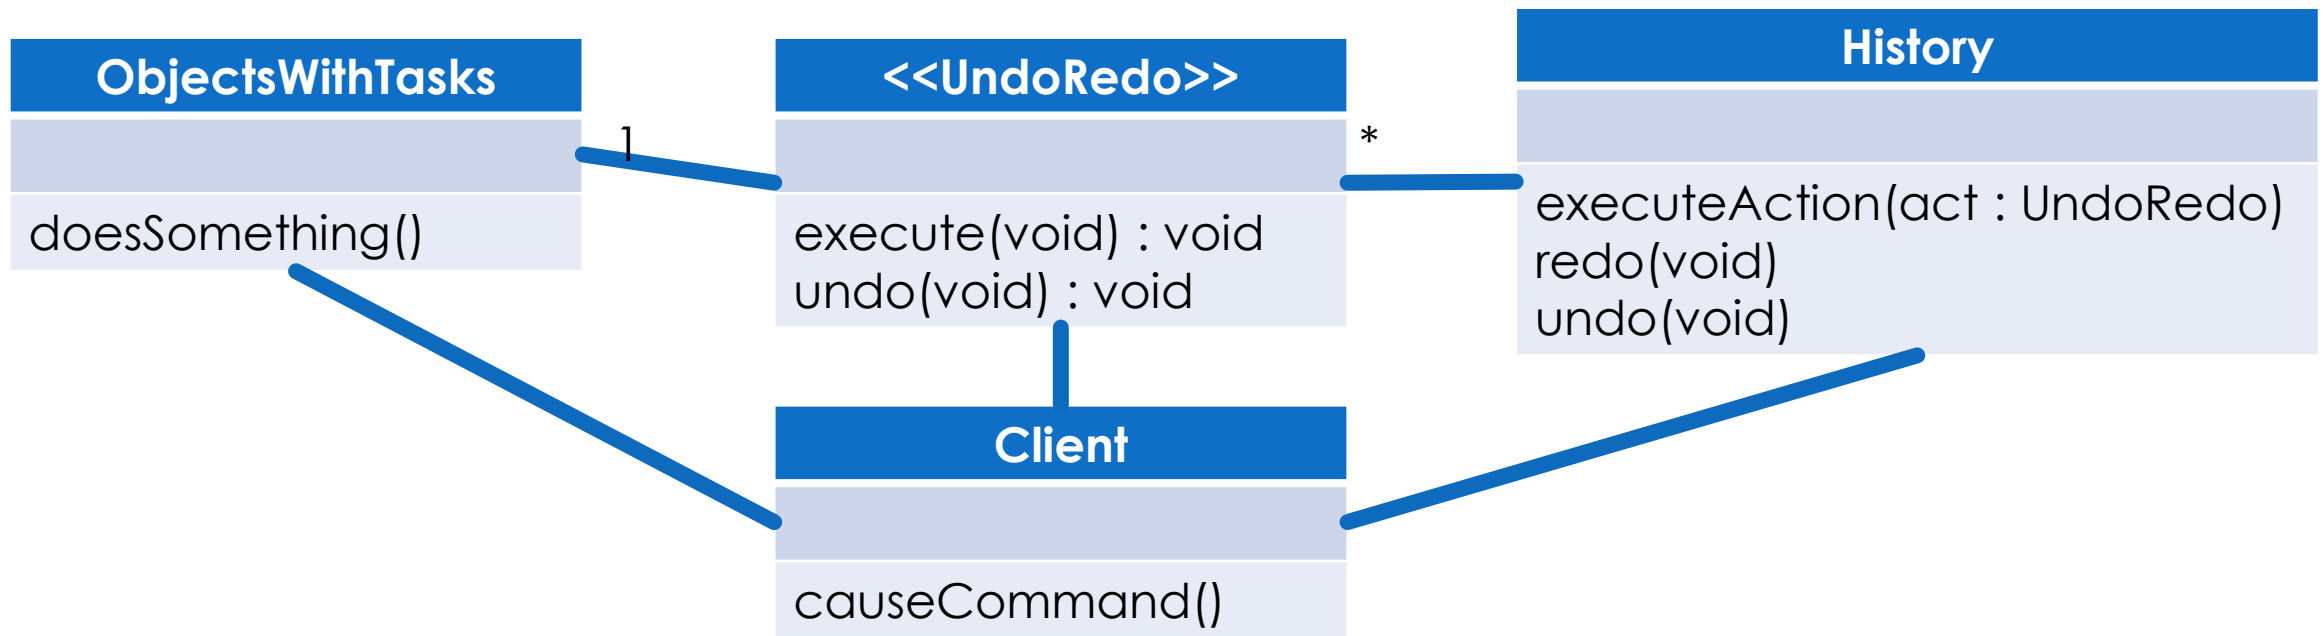 ObjectsWithTasks
doesSomething()
1
<<UndoRedo>>
execute(void) : void
undo(void) : void
*
History
executeAction(act : UndoRedo)
redo(void)
undo(void)
Client
causeCommand()